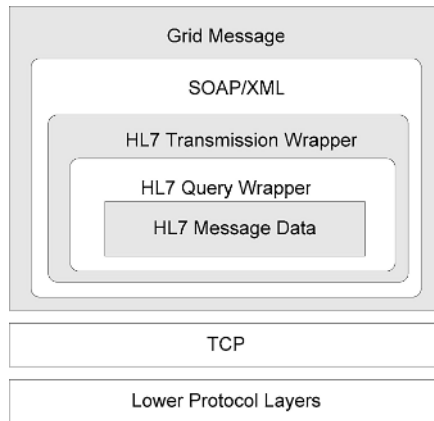 Grid Message
SOAP/XML
HL7 Transmission Wrapper
HL7 Query Wrapper
HL7 Message Data
TCP
Lower Protocol Layers